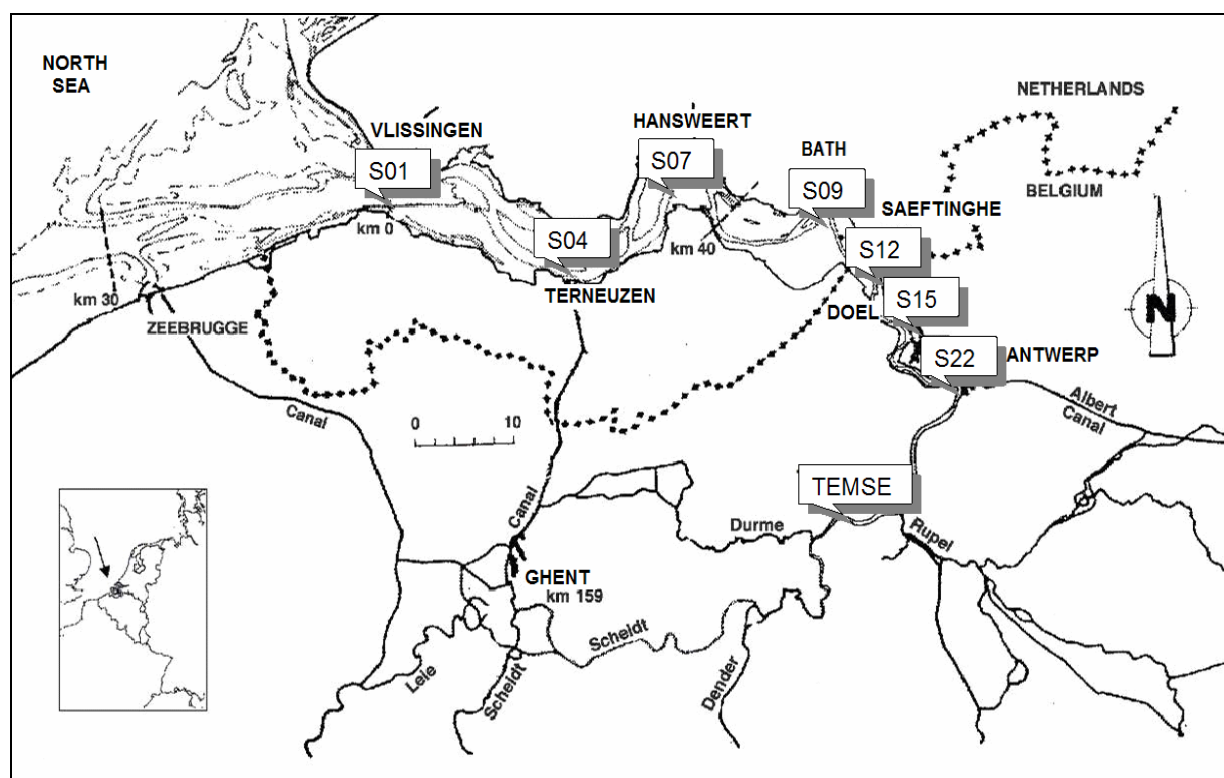 NORTH
SEA
VLISSINGEN
S01
HANSWEERT
S07
BATH
S09
NETHERLANDS
BELGIUM
SAEFTINGHE
km 0
S04
TERNEUZEN
km 40
S12
S15
DOEL
S22
ANTWERP
km 30
ZEEBRUGGE
N
Canal
0 10
Albert
Canal
TEMSE
Canal
Durme
Rupel
GHENT
km 159
Scheldt
Leie
Scheldt
Dender